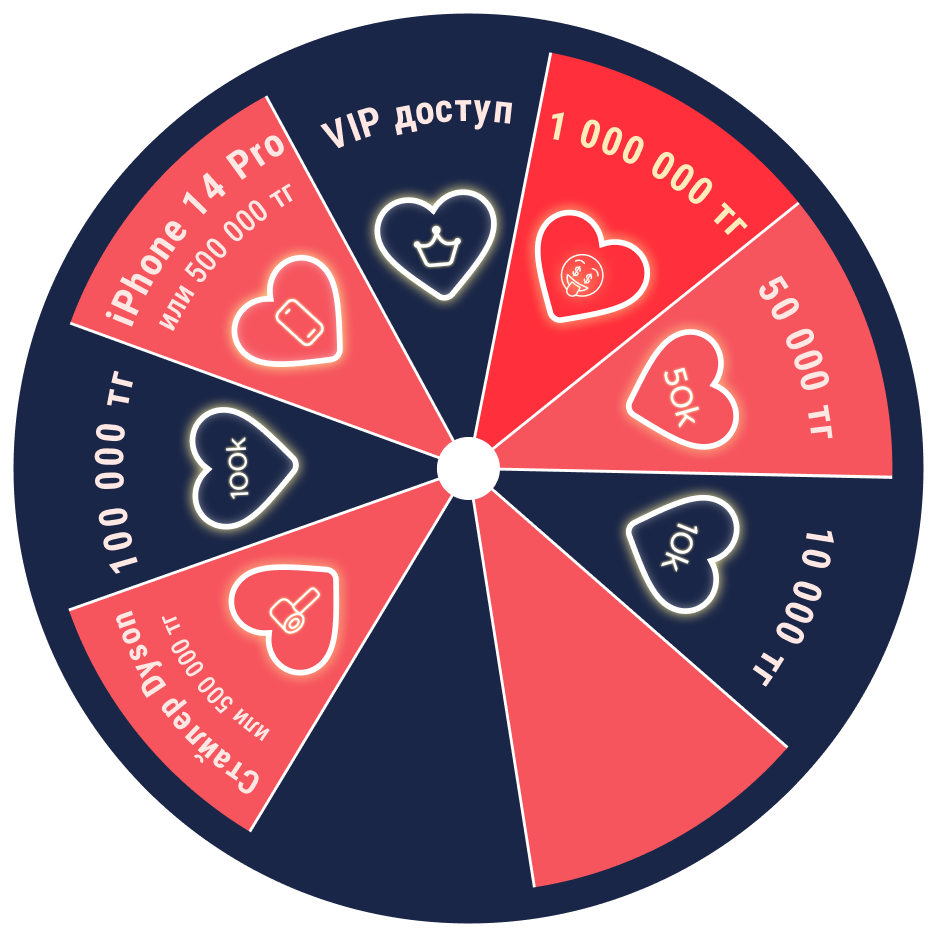 VIP доступ
1 000 000 тг
50 000 тг
50k
10 000 тг
10k
Стайлер Dyson
или 500 000 тг
100 000 тг
100k
iPhone 14 Pro
или 500 000 тг